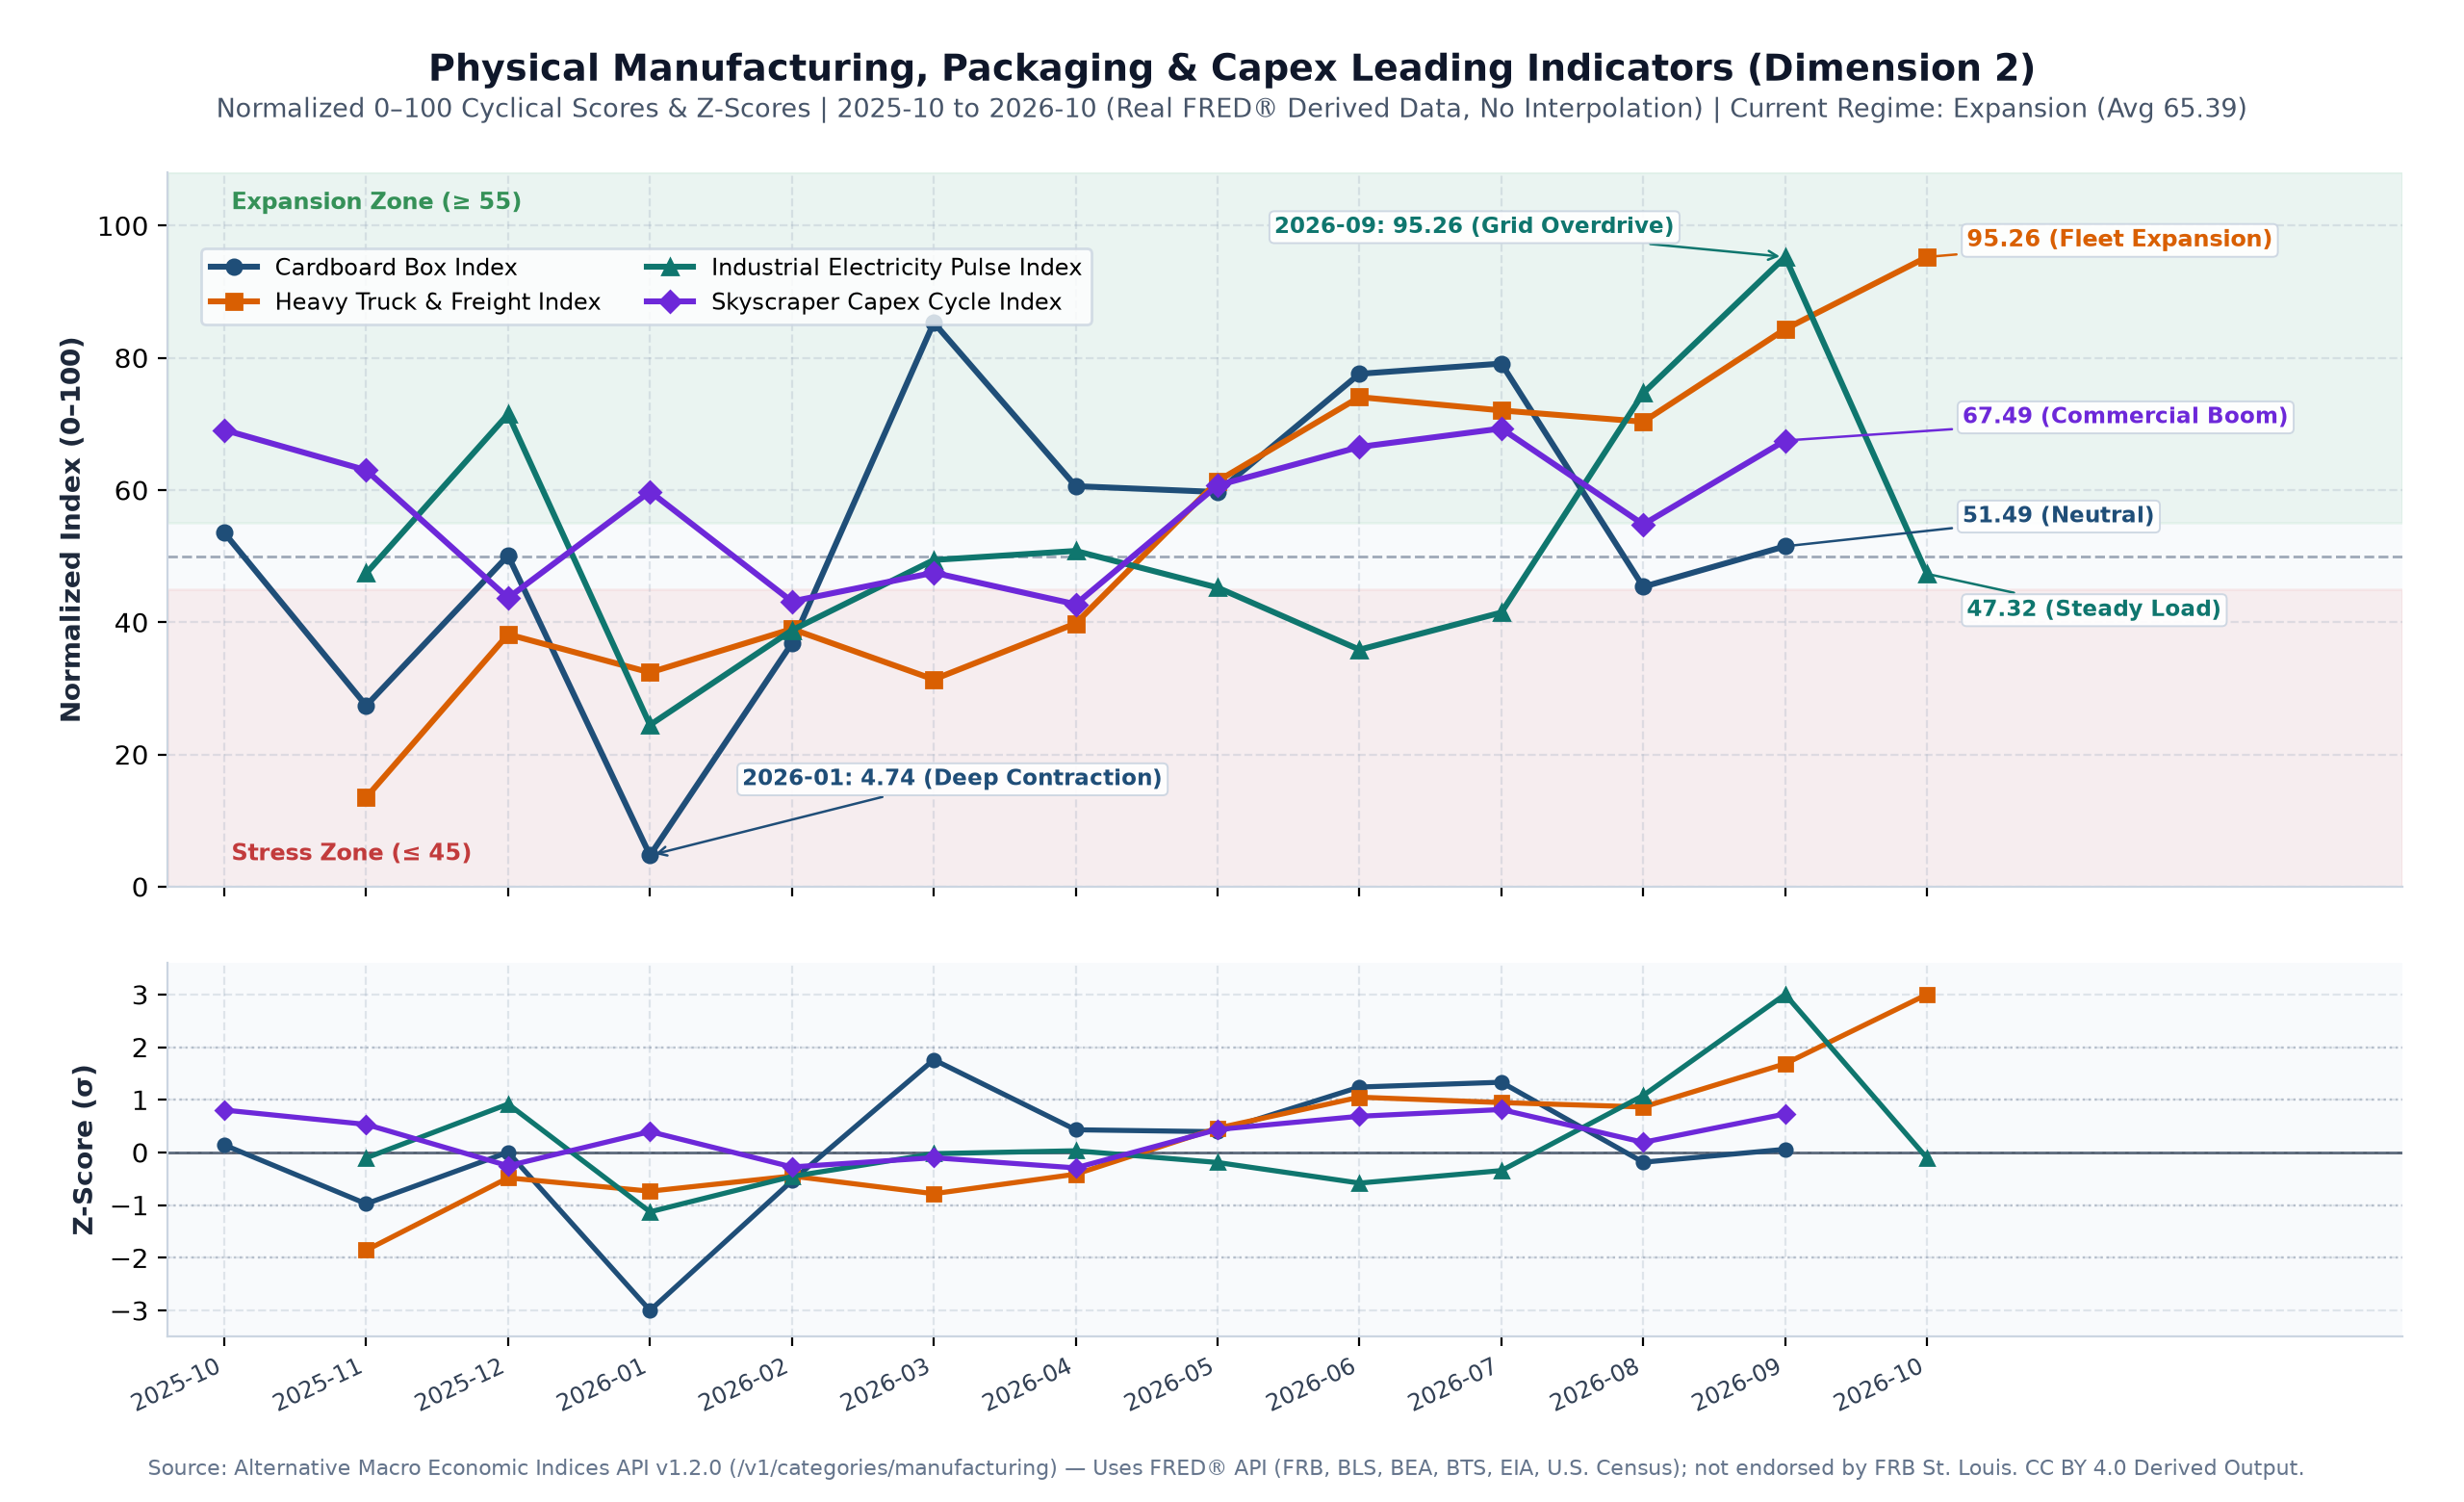 Physical Manufacturing, Packaging & Capex Leading Indicators (Dimension 2)
Normalized 0–100 Cyclical Scores & Z-Scores | 2025-10 to 2026-10 (Real FRED® Derived Data, No Interpolation) | Current Regime: Expansion (Avg 65.39)
Normalized Index (0–100)
100
80
60
40
20
0
Expansion Zone (≥ 55)
Cardboard Box Index
Heavy Truck & Freight Index
Industrial Electricity Pulse Index
Skyscraper Capex Cycle Index
2026-09: 95.26 (Grid Overdrive)
95.26 (Fleet Expansion)
67.49 (Commercial Boom)
51.49 (Neutral)
47.32 (Steady Load)
2026-01: 4.74 (Deep Contraction)
Stress Zone (≤ 45)
Z-Score (σ)
3
2
1
0
−1
−2
−3
2025-10
2025-11
2025-12
2026-01
2026-02
2026-03
2026-04
2026-05
2026-06
2026-07
2026-08
2026-09
2026-10
Source: Alternative Macro Economic Indices API v1.2.0 (/v1/categories/manufacturing) — Uses FRED® API (FRB, BLS, BEA, BTS, EIA, U.S. Census); not endorsed by FRB St. Louis. CC BY 4.0 Derived Output.